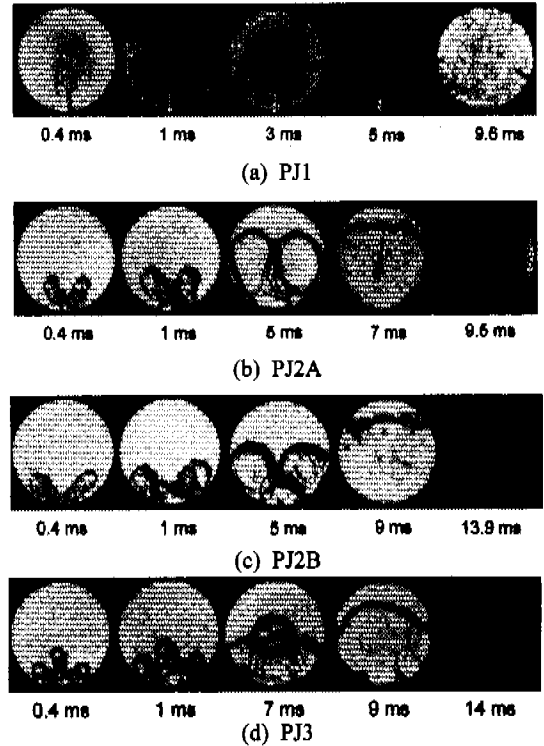 0.4 ms 1 ms 3 ms 5 ms 9.6 ms
(a) PJ1
0.4 ms 1 ms 5 ms 7 ms 9.5 ms
(b) PJ2A
0.4 ms 1 ms 5 ms 9 ms 13.9 ms
(c) PJ2B
0.4 ms 1 ms 7 ms 9 ms 14 ms
(d) PJ3